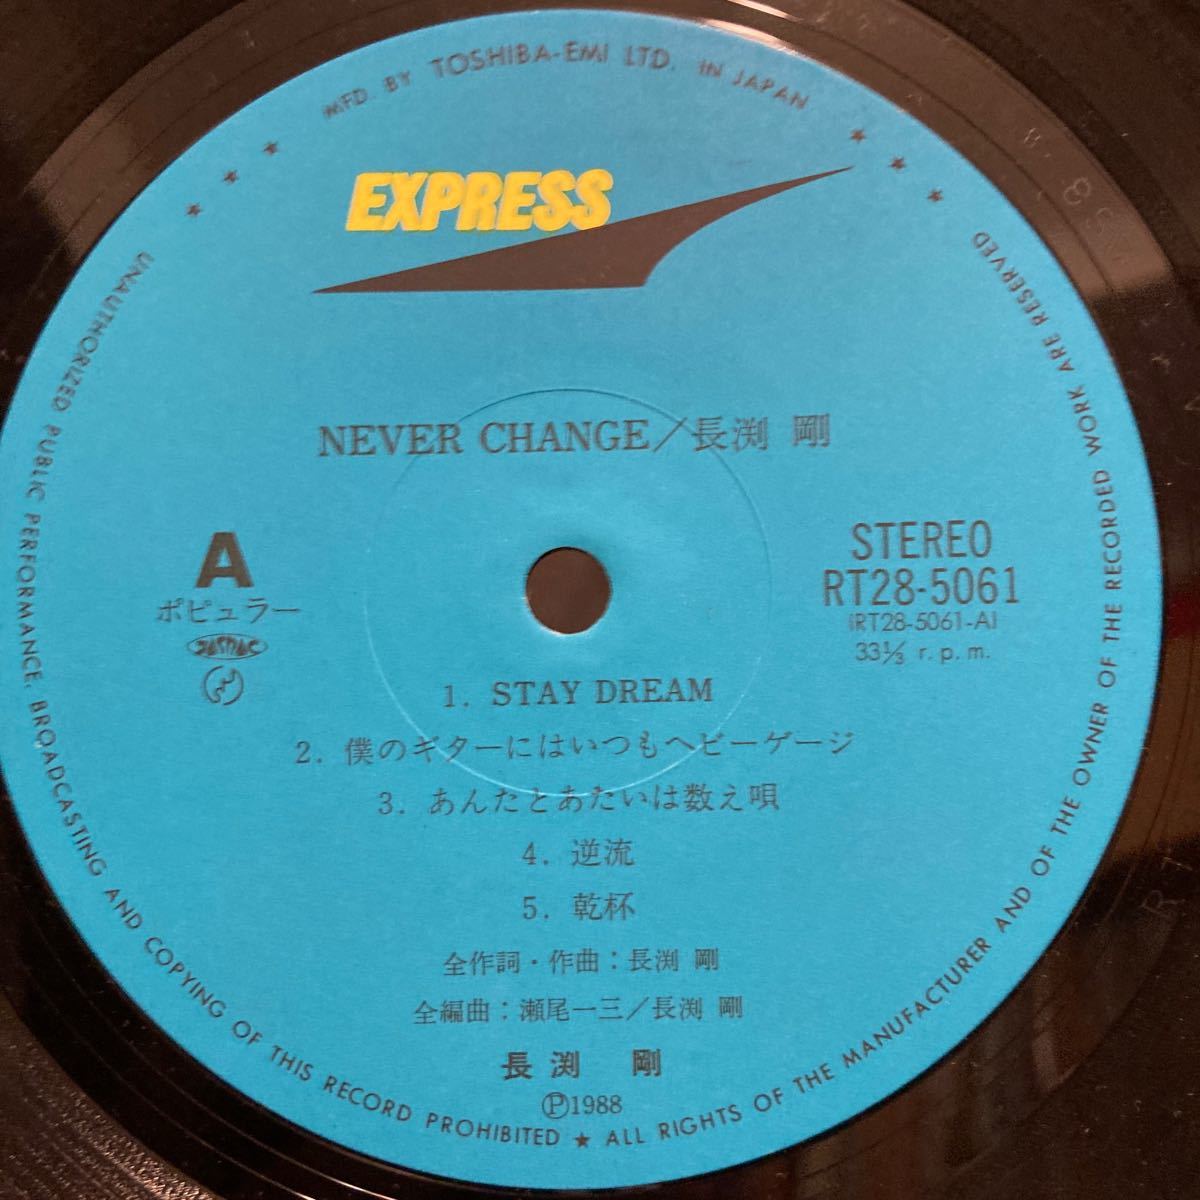 MFD. BY TOSHIBA-EMI LTD. IN JAPAN
EXPRESS
NEVER CHANGE／長渕 剛
A
ポピュラー
JASRAC
STEREO
RT28-5061
(RT28-5061-A)
33⅓ r.p.m.
1. STAY DREAM
2. 僕のギターにはいつもヘビーゲージ
3. あんたとあたいは数え唄
4. 逆流
5. 乾杯
全作詞・作曲：長渕 剛
全編曲：瀬尾一三／長渕 剛
長渕 剛
Ⓟ1988
UNAUTHORIZED PUBLIC PERFORMANCE, BROADCASTING AND COPYING OF THIS RECORD PROHIBITED ★ ALL RIGHTS OF THE MANUFACTURER AND OF THE OWNER OF THE RECORDED WORK ARE RESERVED